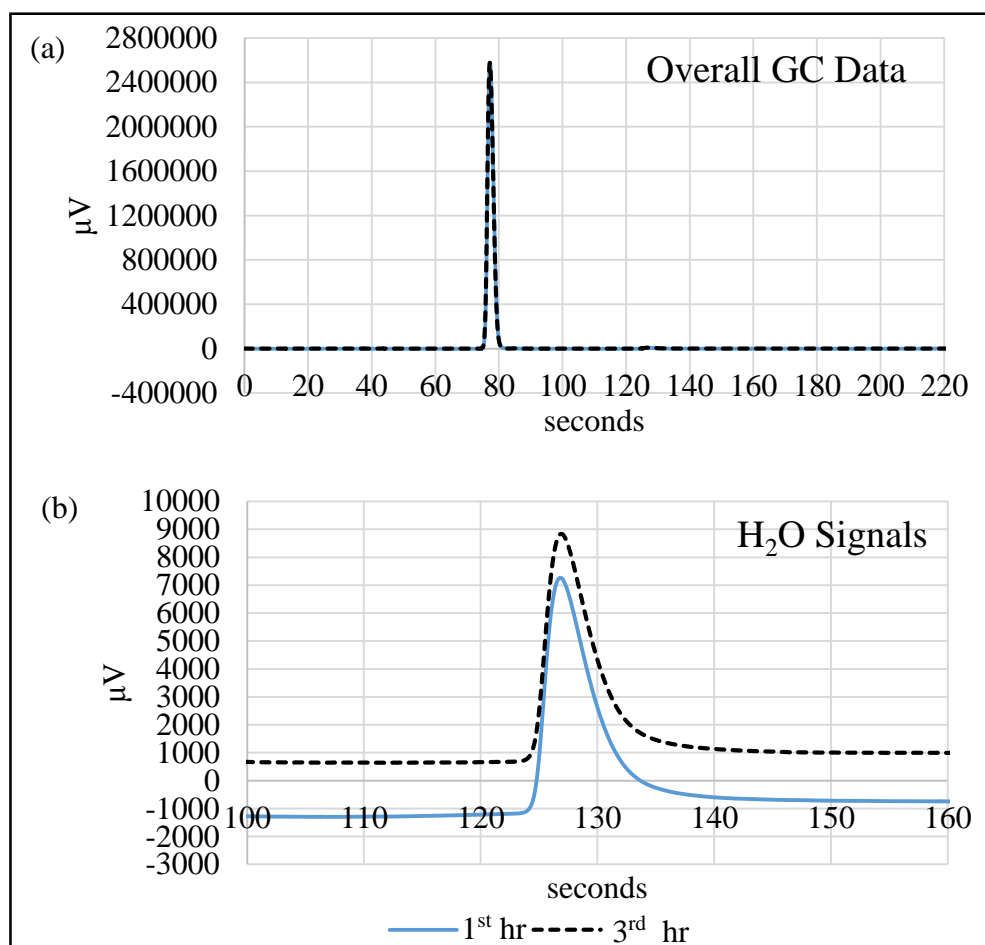 (a)
Overall GC Data
2800000
2400000
2000000
1600000
1200000
800000
400000
0
-400000
µV
0 20 40 60 80 100 120 140 160 180 200 220
seconds
(b)
H₂O Signals
10000
9000
8000
7000
6000
5000
4000
3000
2000
1000
0
-1000
-2000
-3000
µV
100 110 120 130 140 150 160
seconds
1ˢᵗ hr 3ʳᵈ hr